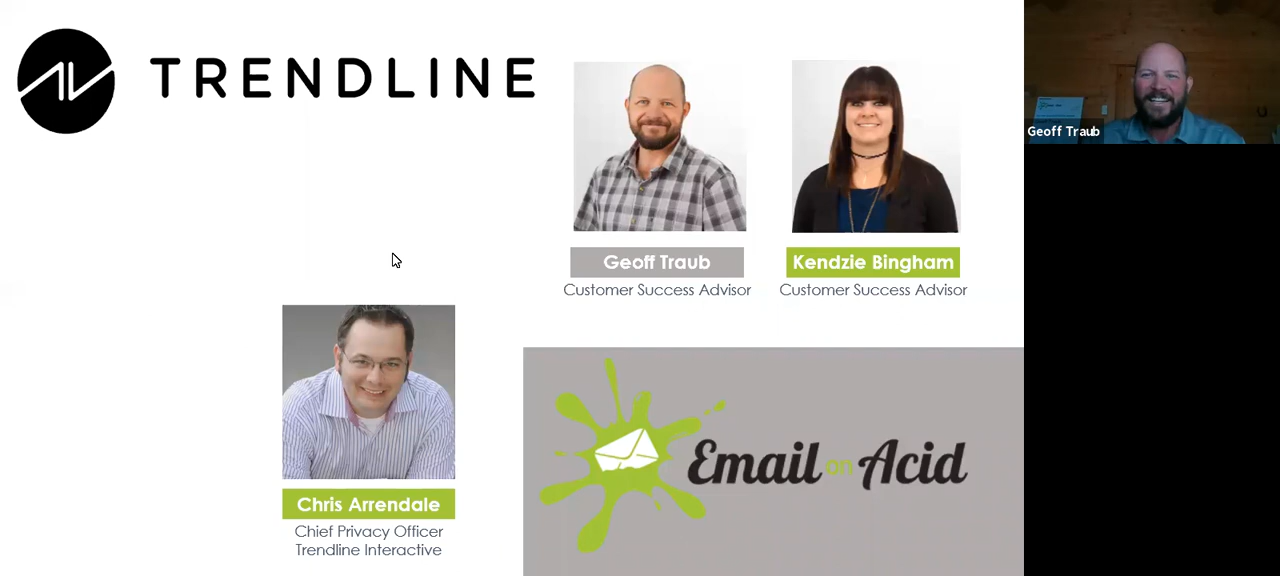 TRENDLINE
Geoff Traub
Customer Success Advisor
Kendzie Bingham
Customer Success Advisor
Chris Arrendale
Chief Privacy Officer
Trendline Interactive
Email on Acid
Geoff Traub